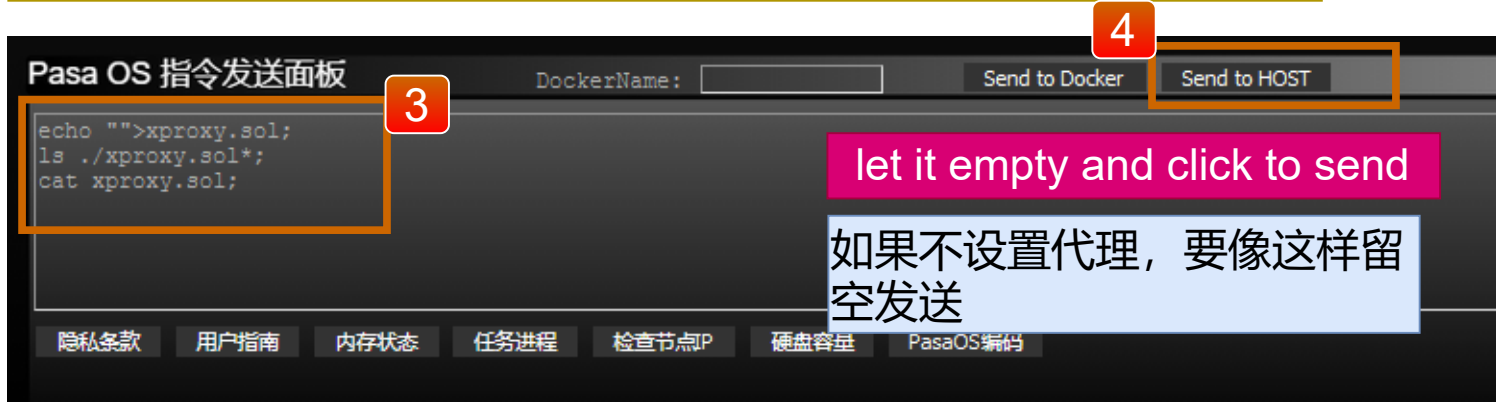 4
Pasa OS 指令发送面板
DockerName:
Send to Docker
Send to HOST
3
echo "">xproxy.sol;
ls ./xproxy.sol*;
cat xproxy.sol;
let it empty and click to send
如果不设置代理，要像这样留
空发送
隐私条款 用户指南 内存状态 任务进程 检查节点IP 硬盘容量 PasaOS编码